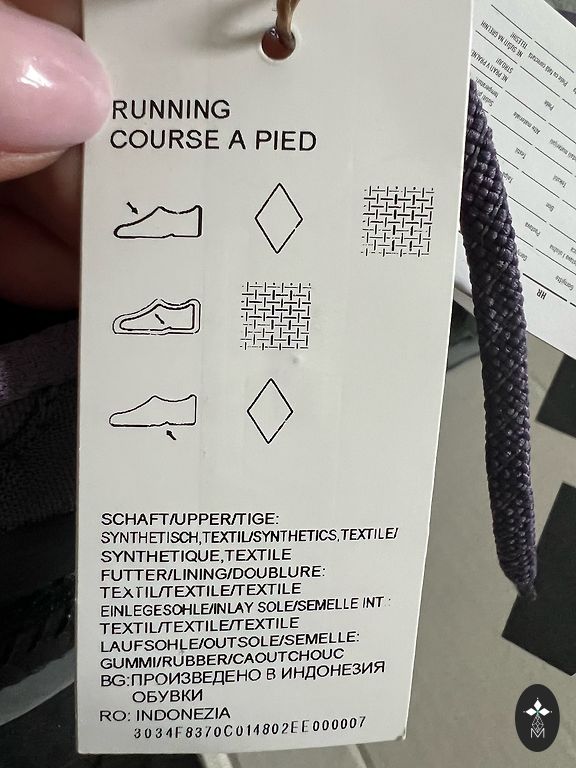 RUNNING
COURSE A PIED
SCHAFT/UPPER/TIGE:
SYNTHETISCH,TEXTIL/SYNTHETICS,TEXTILE/
SYNTHETIQUE,TEXTILE
FUTTER/LINING/DOUBLURE:
TEXTIL/TEXTILE/TEXTILE
EINLEGESOHLE/INLAY SOLE/SEMELLE INT.:
TEXTIL/TEXTILE/TEXTILE
LAUFSOHLE/OUTSOLE/SEMELLE:
GUMMI/RUBBER/CAOUTCHOUC
BG:ПРОИЗВЕДЕНО В ИНДОНЕЗИЯ
ОБУВКИ
RO: INDONEZIA
3034F8370C014802EE000007
HR